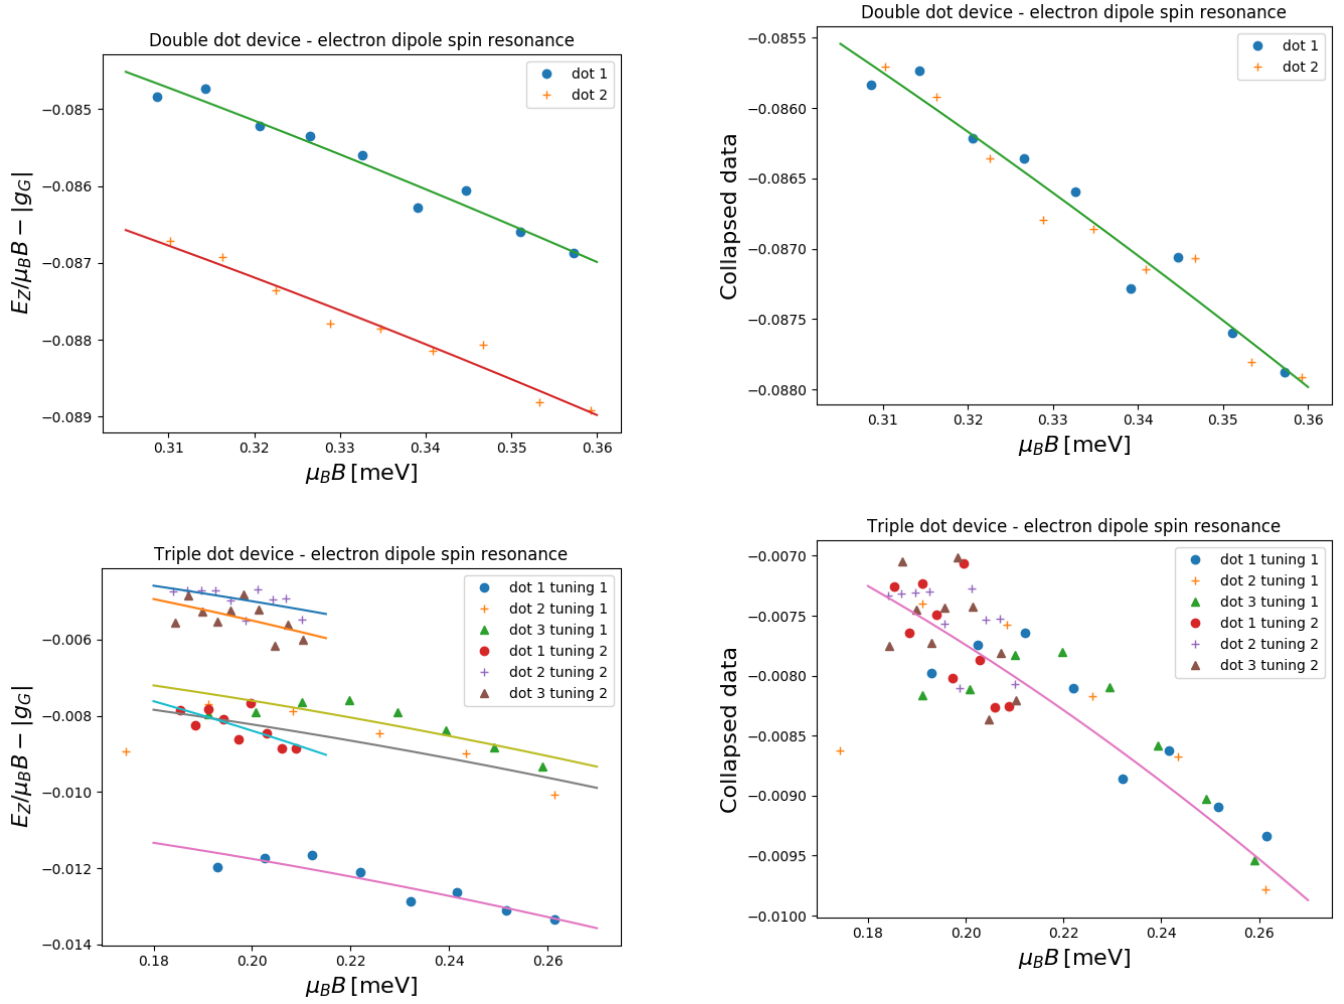 Double dot device - electron dipole spin resonance
dot 1
dot 2
−0.085
−0.086
−0.087
−0.088
−0.089
E_Z/μ_BB − |g_G|
0.31 0.32 0.33 0.34 0.35 0.36
μ_BB [meV]
Double dot device - electron dipole spin resonance
dot 1
dot 2
−0.0855
−0.0860
−0.0865
−0.0870
−0.0875
−0.0880
Collapsed data
0.31 0.32 0.33 0.34 0.35 0.36
μ_BB [meV]
Triple dot device - electron dipole spin resonance
dot 1 tuning 1
dot 2 tuning 1
dot 3 tuning 1
dot 1 tuning 2
dot 2 tuning 2
dot 3 tuning 2
−0.006
−0.008
−0.010
−0.012
−0.014
E_Z/μ_BB − |g_G|
0.18 0.20 0.22 0.24 0.26
μ_BB [meV]
Triple dot device - electron dipole spin resonance
dot 1 tuning 1
dot 2 tuning 1
dot 3 tuning 1
dot 1 tuning 2
dot 2 tuning 2
dot 3 tuning 2
−0.0070
−0.0075
−0.0080
−0.0085
−0.0090
−0.0095
−0.0100
Collapsed data
0.18 0.20 0.22 0.24 0.26
μ_BB [meV]